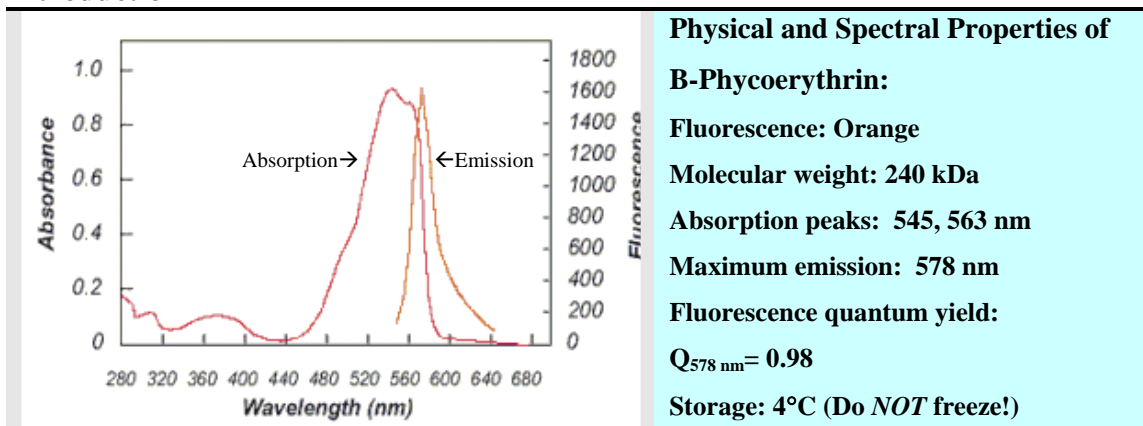 1.0
0.8
0.6
0.4
0.2
0
Absorbance
Absorption→
←Emission
1800
1600
1400
1200
1000
800
600
400
200
0
Fluorescence
280 320 360 400 440 480 520 560 600 640 680
Wavelength (nm)
Physical and Spectral Properties of
B-Phycoerythrin:
Fluorescence: Orange
Molecular weight: 240 kDa
Absorption peaks: 545, 563 nm
Maximum emission: 578 nm
Fluorescence quantum yield:
Q578 nm= 0.98
Storage: 4°C (Do NOT freeze!)